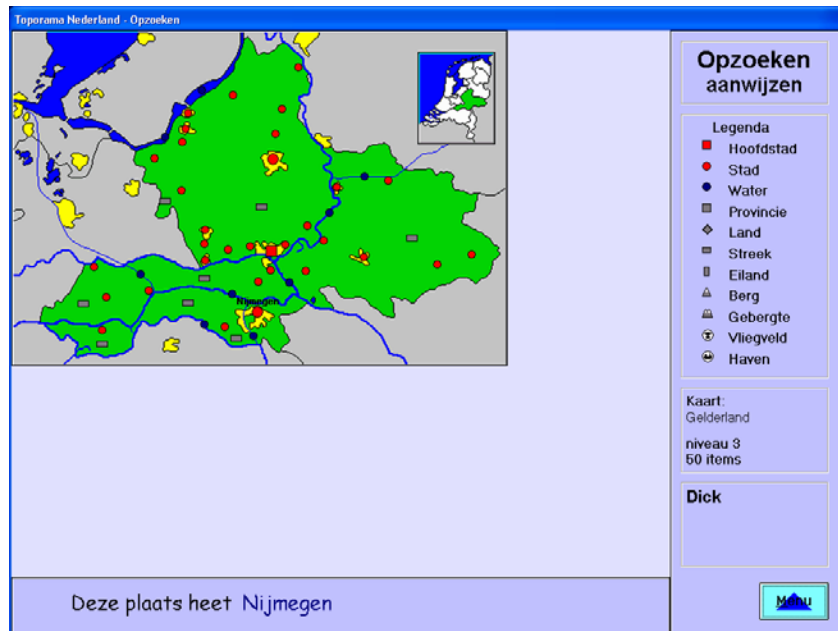 Toporama Nederland - Opzoeken
Nijmegen
Opzoeken
aanwijzen
Legenda
Hoofdstad
Stad
Water
Provincie
Land
Streek
Eiland
Berg
Gebergte
Vliegveld
Haven
Kaart:
Gelderland
niveau 3
50 items
Dick
Menu
Deze plaats heet Nijmegen